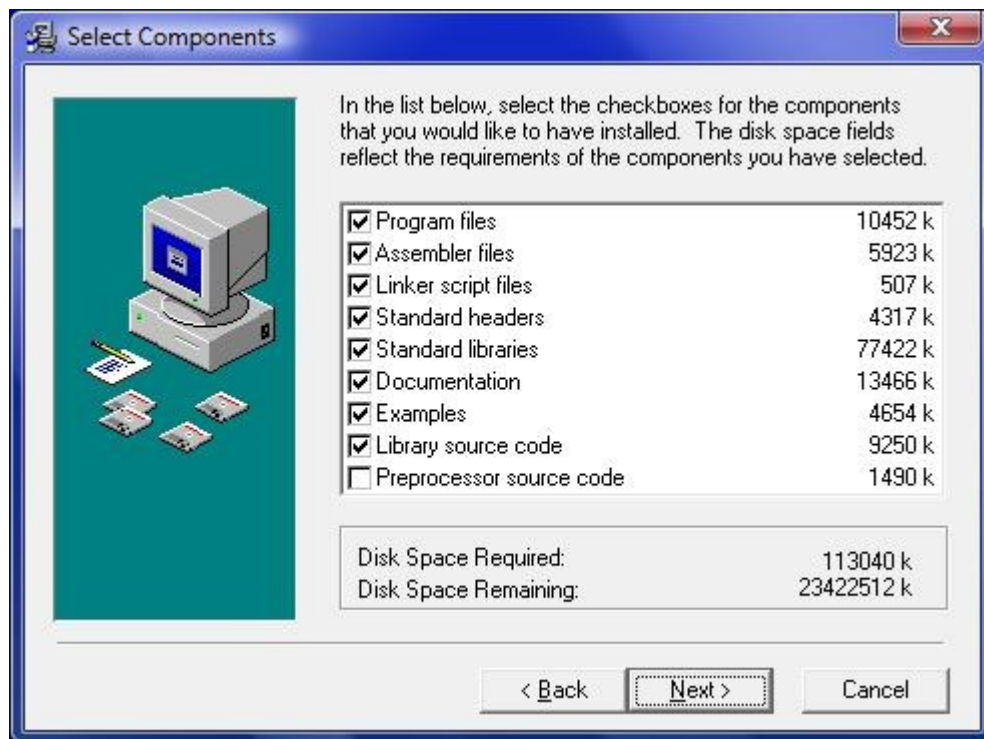 Select Components
In the list below, select the checkboxes for the components
that you would like to have installed. The disk space fields
reflect the requirements of the components you have selected.
Program files 10452 k
Assembler files 5923 k
Linker script files 507 k
Standard headers 4317 k
Standard libraries 77422 k
Documentation 13466 k
Examples 4654 k
Library source code 9250 k
Preprocessor source code 1490 k
Disk Space Required: 113040 k
Disk Space Remaining: 23422512 k
< Back Next > Cancel